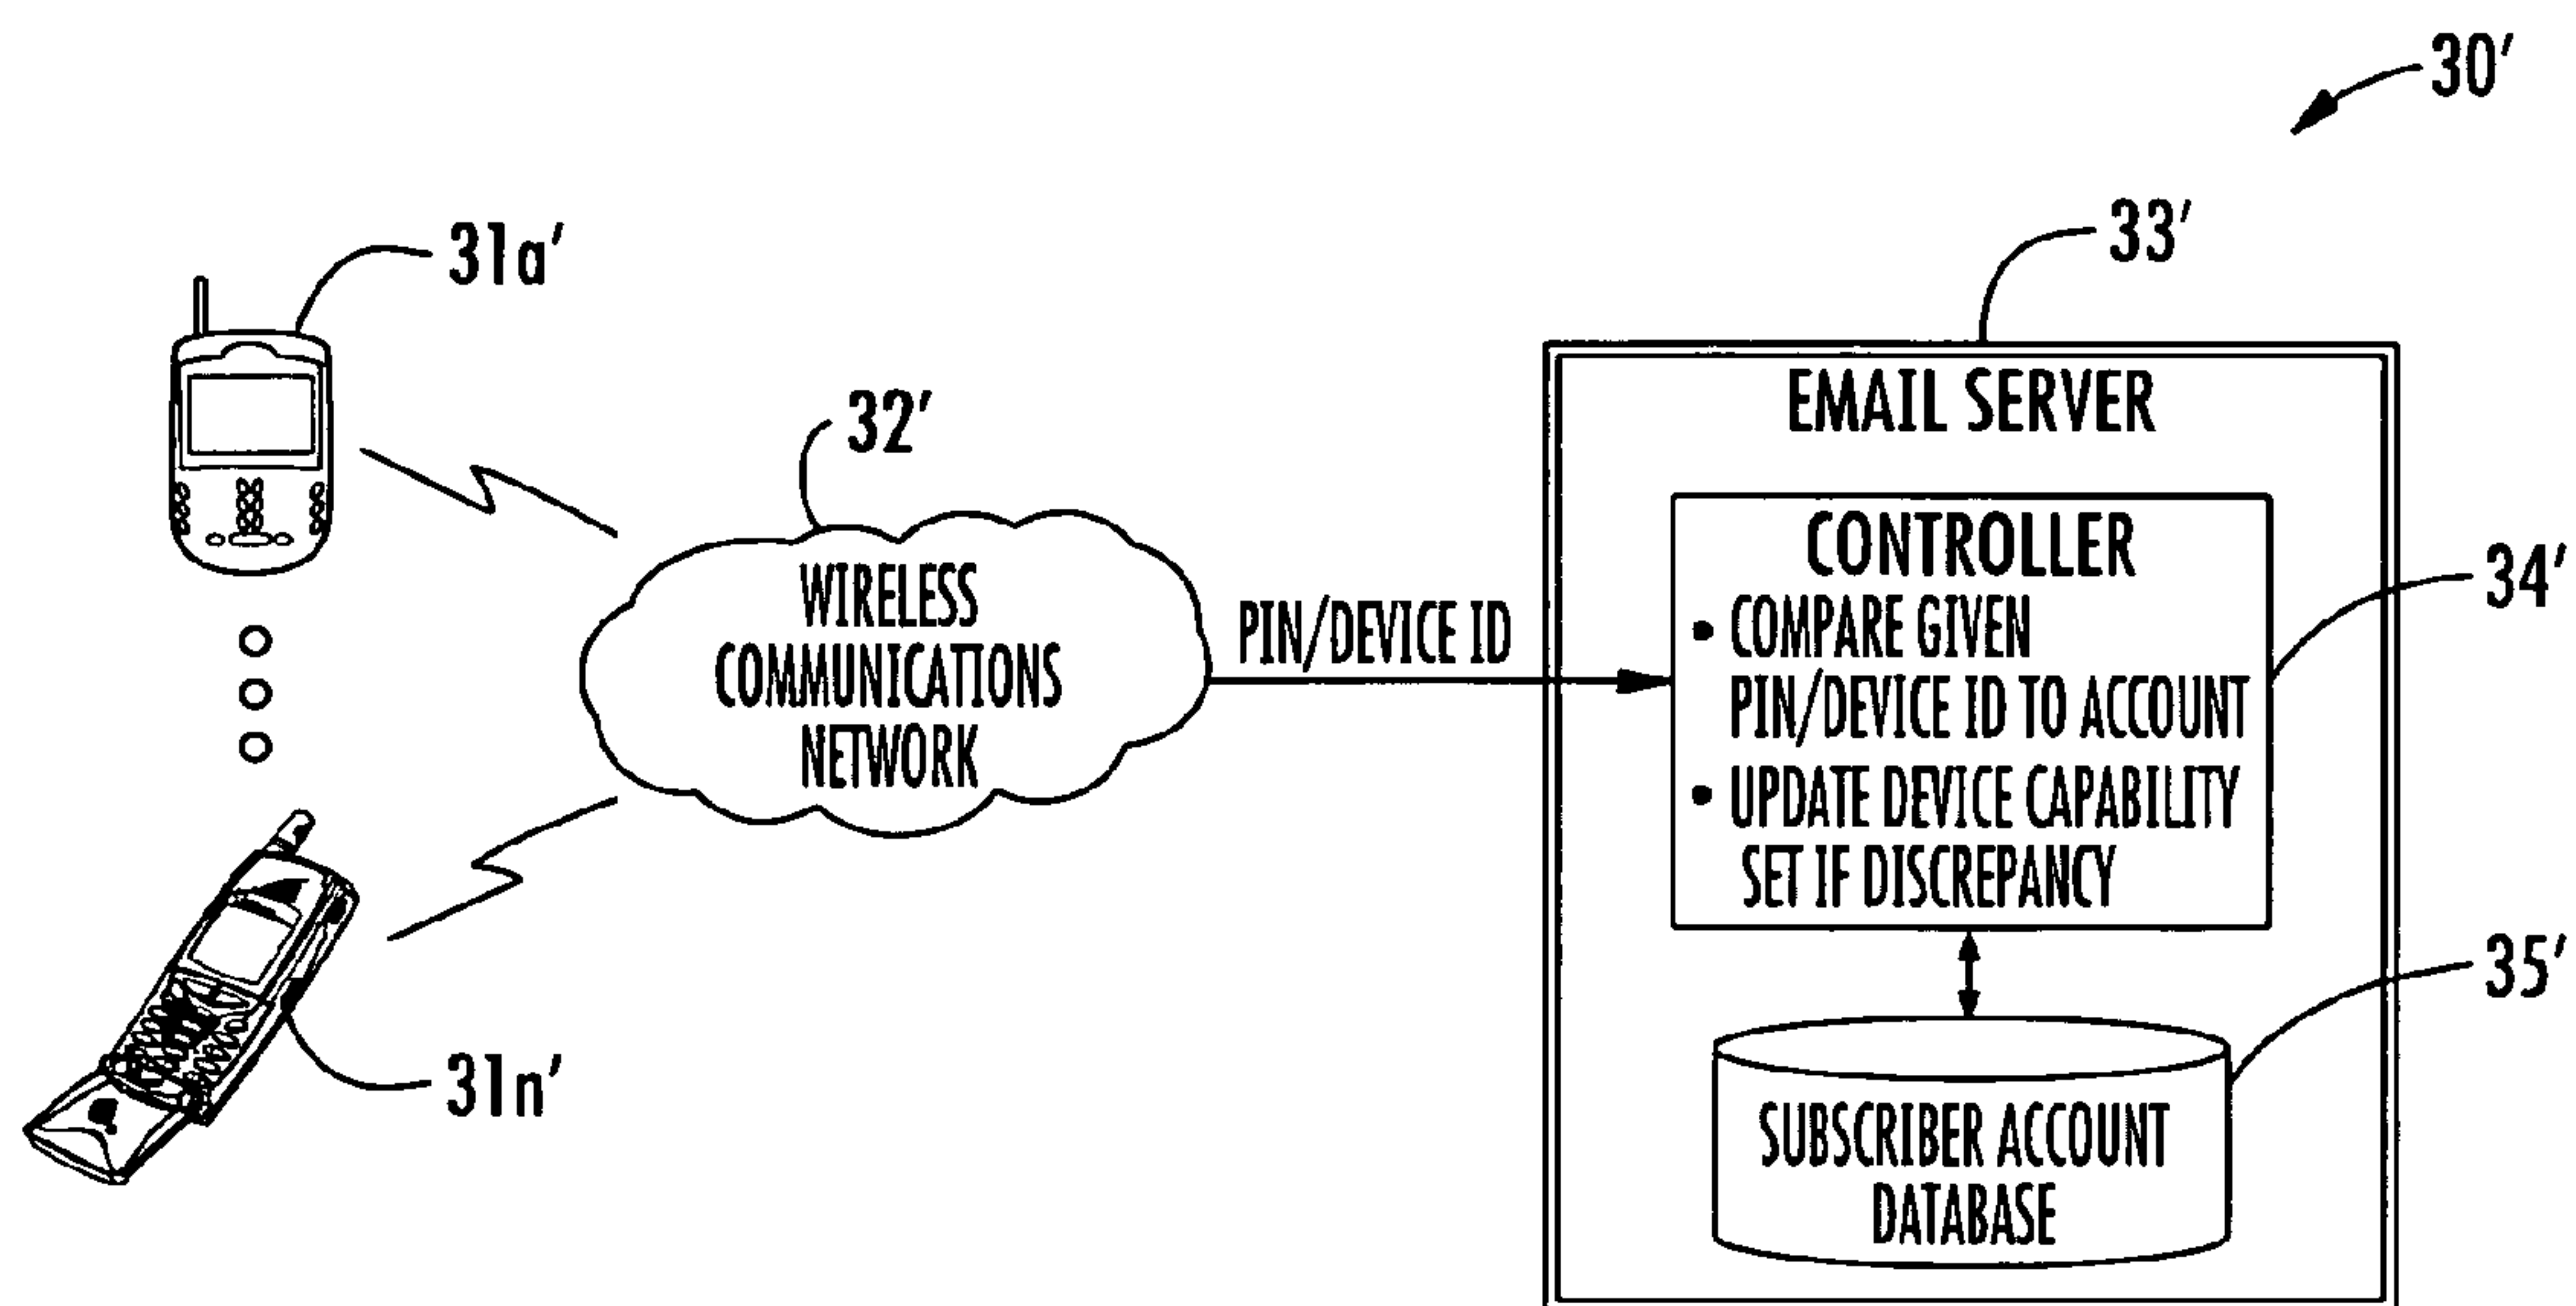 30′
33′
31a′
32′
EMAIL SERVER
CONTROLLER
• COMPARE GIVEN
PIN/DEVICE ID TO ACCOUNT
• UPDATE DEVICE CAPABILITY
SET IF DISCREPANCY
34′
WIRELESS
COMMUNICATIONS
NETWORK
PIN/DEVICE ID
35′
31n′
SUBSCRIBER ACCOUNT
DATABASE